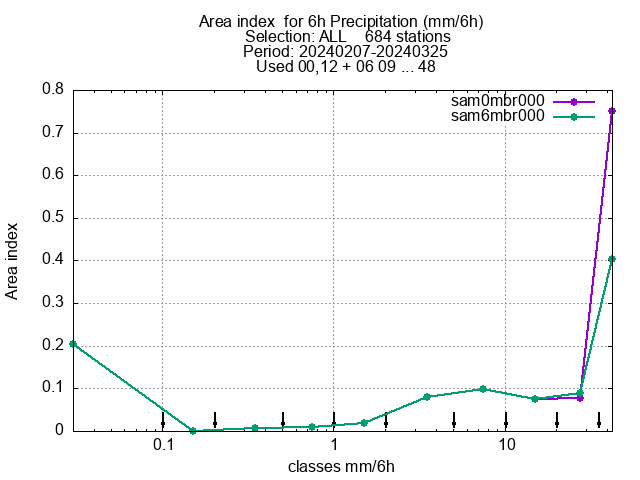 Area index  for 6h Precipitation (mm/6h)
Selection: ALL    684 stations
Period: 20240207-20240325
Used 00,12 + 06 09 ... 48
sam0mbr000
sam6mbr000
0.8
0.7
0.6
0.5
0.4
0.3
0.2
0.1
0
Area index
0.1 1 10
classes mm/6h